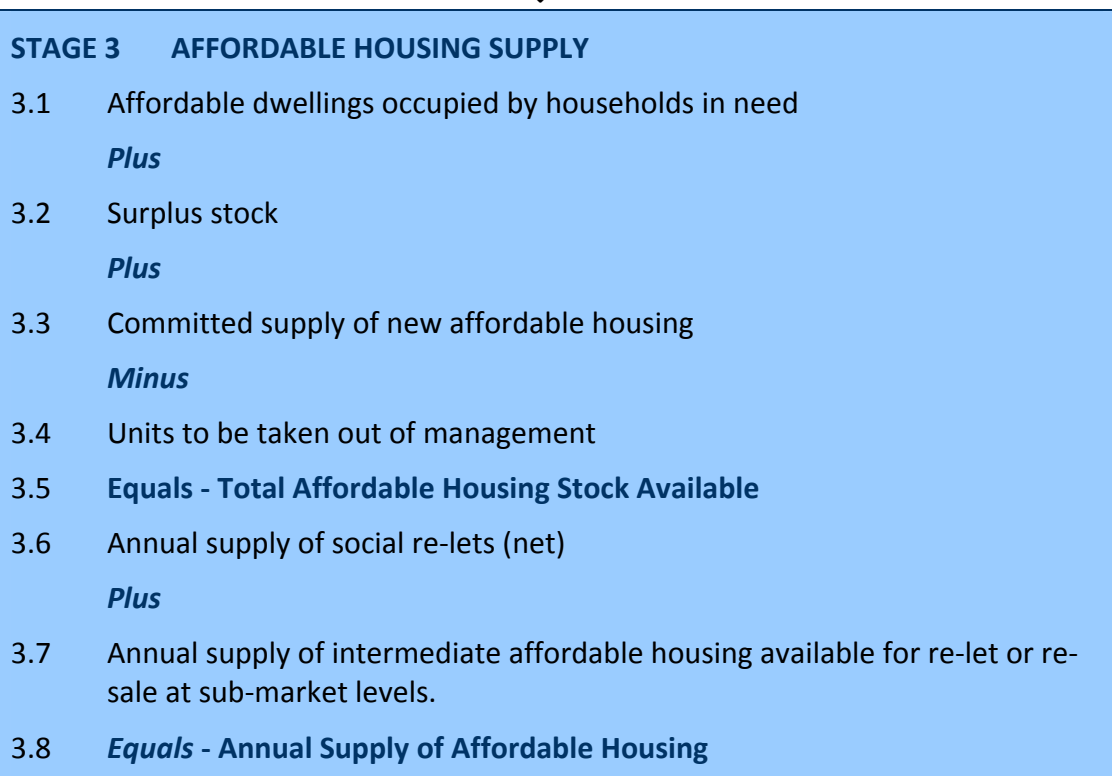 STAGE 3 AFFORDABLE HOUSING SUPPLY
3.1 Affordable dwellings occupied by households in need
Plus
3.2 Surplus stock
Plus
3.3 Committed supply of new affordable housing
Minus
3.4 Units to be taken out of management
3.5 Equals - Total Affordable Housing Stock Available
3.6 Annual supply of social re-lets (net)
Plus
3.7 Annual supply of intermediate affordable housing available for re-let or re-
sale at sub-market levels.
3.8 Equals - Annual Supply of Affordable Housing